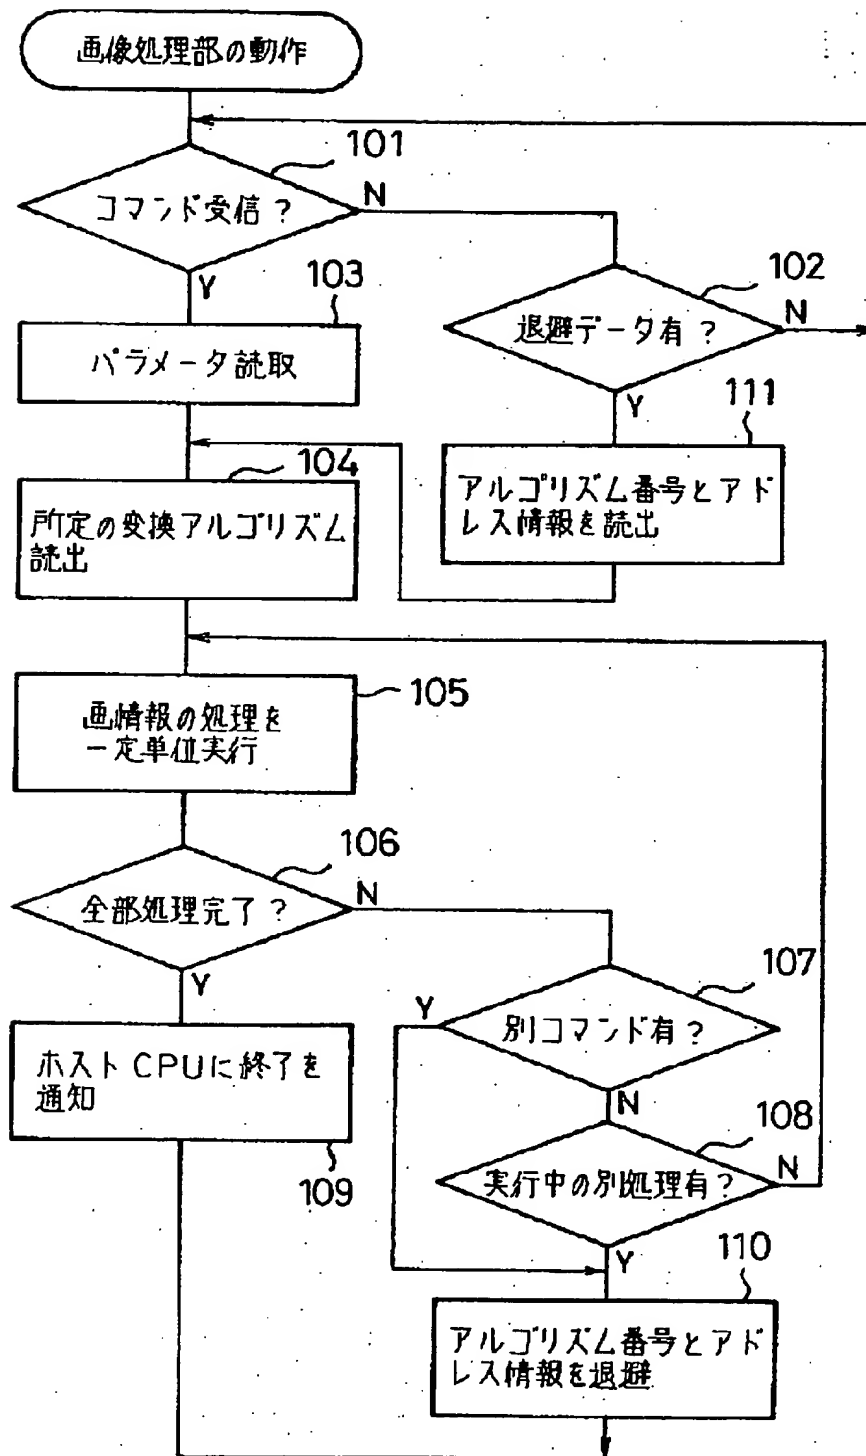 画像処理部の動作
101
コマンド受信?
N
Y
102
退避データ有?
N
Y
103
パラメータ読取
111
アルゴリズム番号とアド
レス情報を読出
104
所定の変換アルゴリズム
読出
105
画情報の処理を
一定単位実行
106
全部処理完了?
N
Y
107
別コマンド有?
Y
N
108
実行中の別処理有?
N
Y
ホストCPUに終了を
通知
109
110
アルゴリズム番号とアド
レス情報を退避